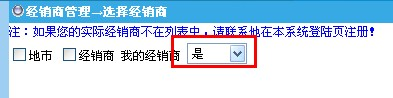 经销商管理→选择经销商
注：如果您的实际经销商不在列表中，请联系他在本系统登陆页注册！
地市 经销商 我的经销商 是